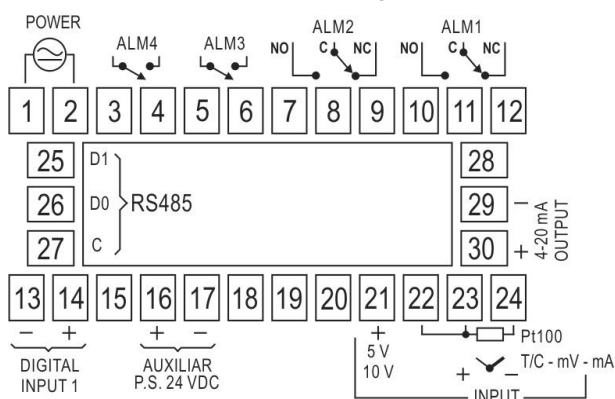 POWER
ALM4
ALM3
ALM2
ALM1
NO C NC NO C NC
1 2 3 4 5 6 7 8 9 10 11 12
25 D1 28
26 D0 RS485 29 −
27 C 30 +
4-20 mA
OUTPUT
13 14 15 16 17 18 19 20 21 22 23 24
− + + − +
DIGITAL
INPUT 1
AUXILIAR
P.S. 24 VDC
5 V
10 V
Pt100
+ − T/C - mV - mA
INPUT